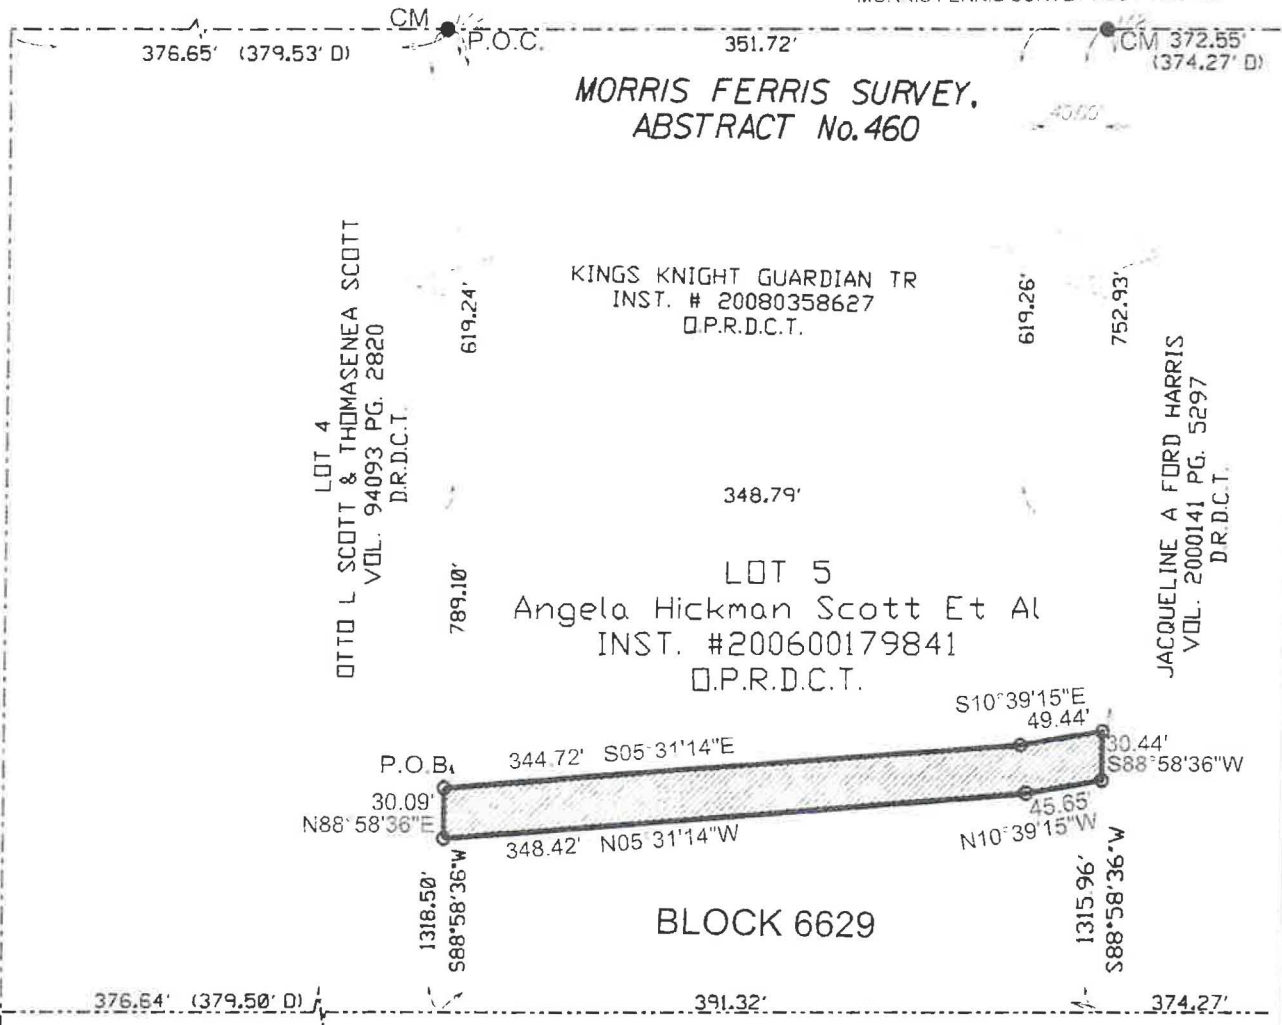 CM
P.O.C.
376.65' (379.53' D)
351.72'
CM 372.55'
(374.27' D)
MORRIS FERRIS SURVEY,
ABSTRACT No.460
40.00'
LOT 4
OTTO L SCOTT & THOMASENEA SCOTT
VOL. 94093 PG. 2820
D.R.D.C.T.
619.24'
KINGS KNIGHT GUARDIAN TR
INST. # 20080358627
O.P.R.D.C.T.
619.26'
752.93'
JACQUELINE A FORD HARRIS
VOL. 2000141 PG. 5297
D.R.D.C.T.
348.79'
789.10'
LOT 5
Angela Hickman Scott Et Al
INST. #200600179841
O.P.R.D.C.T.
S10°39'15"E
49.44'
344.72' S05°31'14"E
P.O.B.
30.44'
S88°58'36"W
30.09'
N88°58'36"E
45.65'
N10°39'15"W
348.42' N05°31'14"W
1318.50'
S88°58'36"W
BLOCK 6629
1315.96'
S88°58'36"W
376.64' (379.50' D)
391.32'
374.27'